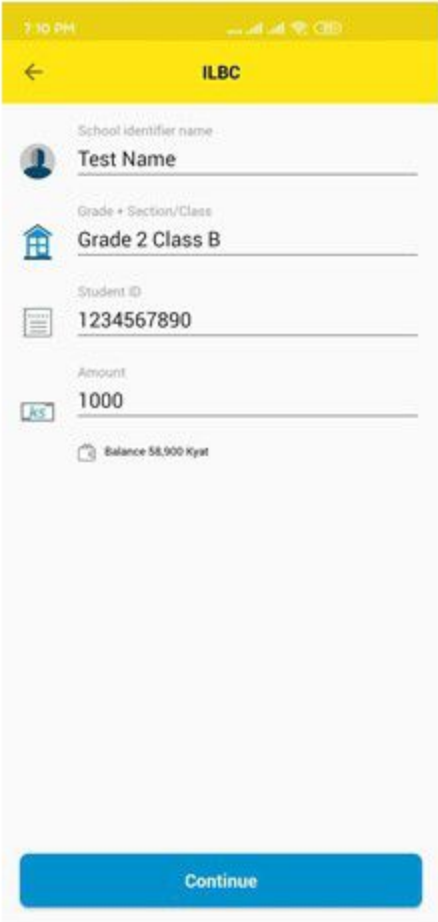 7:10 PM
ILBC
School identifier name
Test Name
Grade + Section/Class
Grade 2 Class B
Student ID
1234567890
Amount
1000
Ks
Balance 58,900 Kyat
Continue